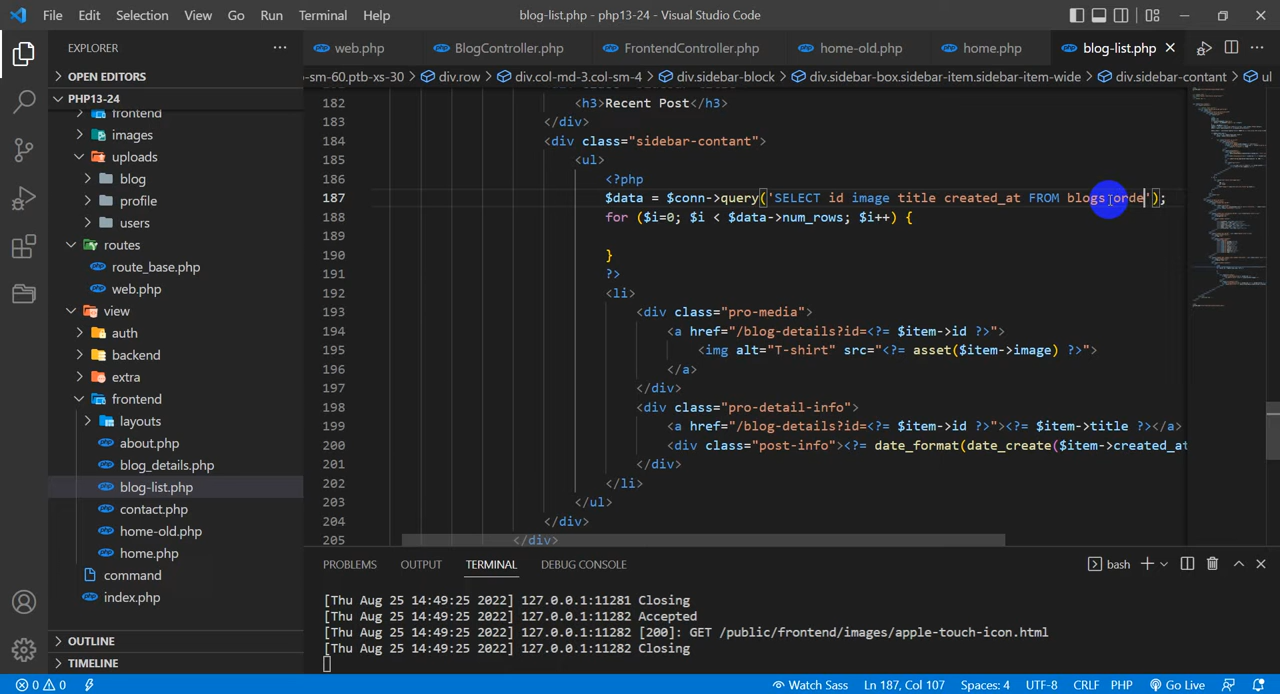 File Edit Selection View Go Run Terminal Help blog-list.php - php13-24 - Visual Studio Code
EXPLORER
web.php BlogController.php FrontendController.php home-old.php home.php blog-list.php
OPEN EDITORS
-sm-60.ptb-xs-30 > div.row > div.col-md-3.col-sm-4 > div.sidebar-block > div.sidebar-box.sidebar-item.sidebar-item-wide > div.sidebar-contant > ul
PHP13-24
frontend
images
uploads
blog
profile
users
routes
route_base.php
web.php
view
auth
backend
extra
frontend
layouts
about.php
blog_details.php
blog-list.php
contact.php
home-old.php
home.php
command
index.php
OUTLINE
TIMELINE
182 <h3>Recent Post</h3>
183 </div>
184 <div class="sidebar-contant">
185 <ul>
186 <?php
187 $data = $conn->query('SELECT id image title created_at FROM blogs orde');
188 for ($i=0; $i < $data->num_rows; $i++) {
189
190 }
191 ?>
192 <li>
193 <div class="pro-media">
194 <a href="/blog-details?id=<?= $item->id ?>">
195 <img alt="T-shirt" src="<?= asset($item->image) ?>">
196 </a>
197 </div>
198 <div class="pro-detail-info">
199 <a href="/blog-details?id=<?= $item->id ?>"><?= $item->title ?></a>
200 <div class="post-info"><?= date_format(date_create($item->created_at
201 </div>
202 </li>
203 </ul>
204 </div>
205 </div>
PROBLEMS OUTPUT TERMINAL DEBUG CONSOLE bash
[Thu Aug 25 14:49:25 2022] 127.0.0.1:11281 Closing
[Thu Aug 25 14:49:25 2022] 127.0.0.1:11282 Accepted
[Thu Aug 25 14:49:25 2022] 127.0.0.1:11282 [200]: GET /public/frontend/images/apple-touch-icon.html
[Thu Aug 25 14:49:25 2022] 127.0.0.1:11282 Closing
0 0 Watch Sass Ln 187, Col 107 Spaces: 4 UTF-8 CRLF PHP Go Live